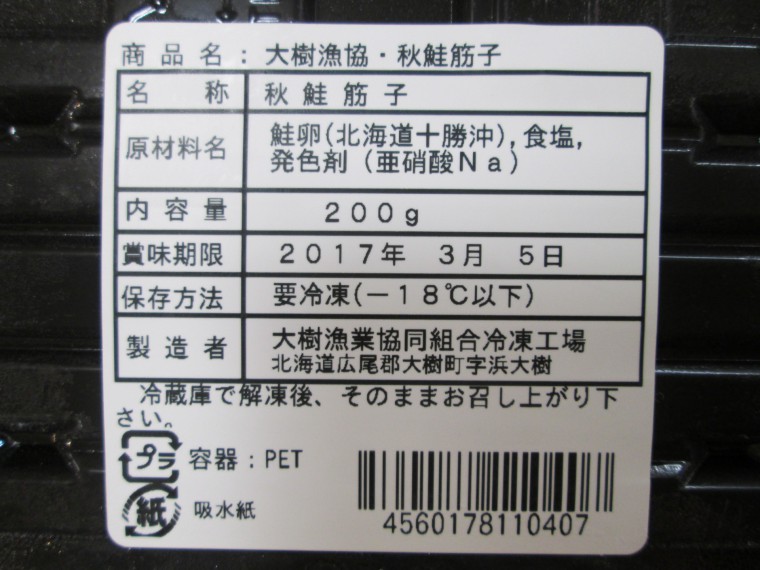 商品名：大樹漁協・秋鮭筋子
名称 秋鮭筋子
原材料名 鮭卵(北海道十勝沖),食塩,
発色剤（亜硝酸Ｎａ）
内容量 ２００g
賞味期限 ２０１７年 ３月 ５日
保存方法 要冷凍(－１８℃以下)
製造者 大樹漁業協同組合冷凍工場
北海道広尾郡大樹町字浜大樹
冷蔵庫で解凍後、そのままお召し上がり下
さい。
プラ 容器：PET
紙 吸水紙
4560178110407